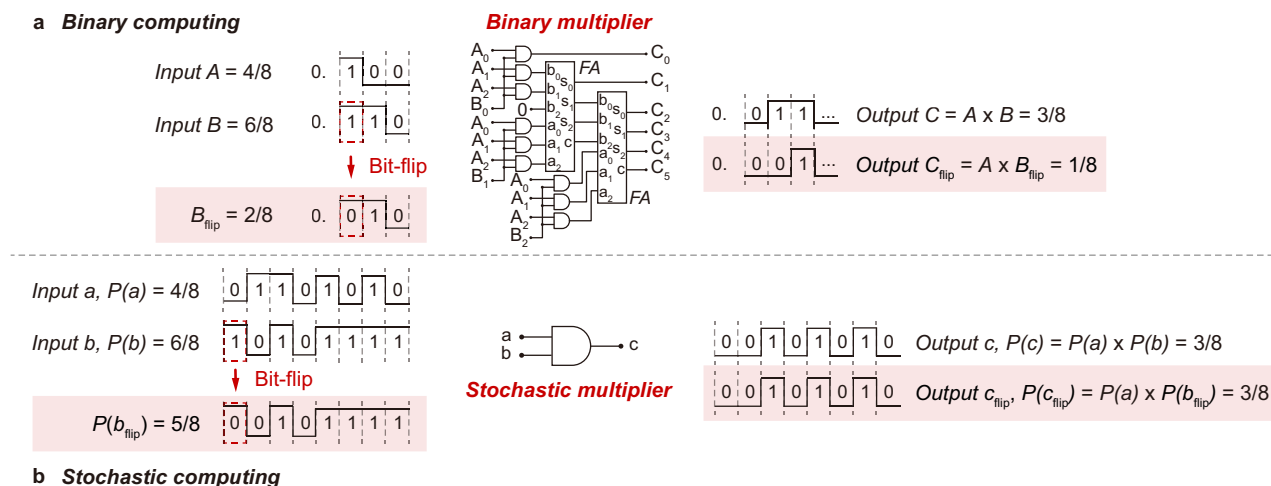 a Binary computing
Binary multiplier
Input A = 4/8 0. 1 0 0
Input B = 6/8 0. 1 1 0
Bit-flip
B_flip = 2/8 0. 0 1 0
A0
A1
A2
B0
0
A0
A1
A2
B1
A0
A1
A2
B2
FA
b0 s0
b1 s1
b2 s2
a0
a1 c
a2
b0 s0
b1 s1
b2 s2
a0
a1 c
a2
FA
C0
C1
C2
C3
C4
C5
0. 0 1 1 ... Output C = A x B = 3/8
0. 0 0 1 ... Output C_flip = A x B_flip = 1/8
Input a, P(a) = 4/8 0 1 1 0 1 0 1 0
Input b, P(b) = 6/8 1 0 1 0 1 1 1 1
Bit-flip
P(b_flip) = 5/8 0 0 1 0 1 1 1 1
a
b
c
Stochastic multiplier
0 0 1 0 1 0 1 0 Output c, P(c) = P(a) x P(b) = 3/8
0 0 1 0 1 0 1 0 Output c_flip, P(c_flip) = P(a) x P(b_flip) = 3/8
b Stochastic computing